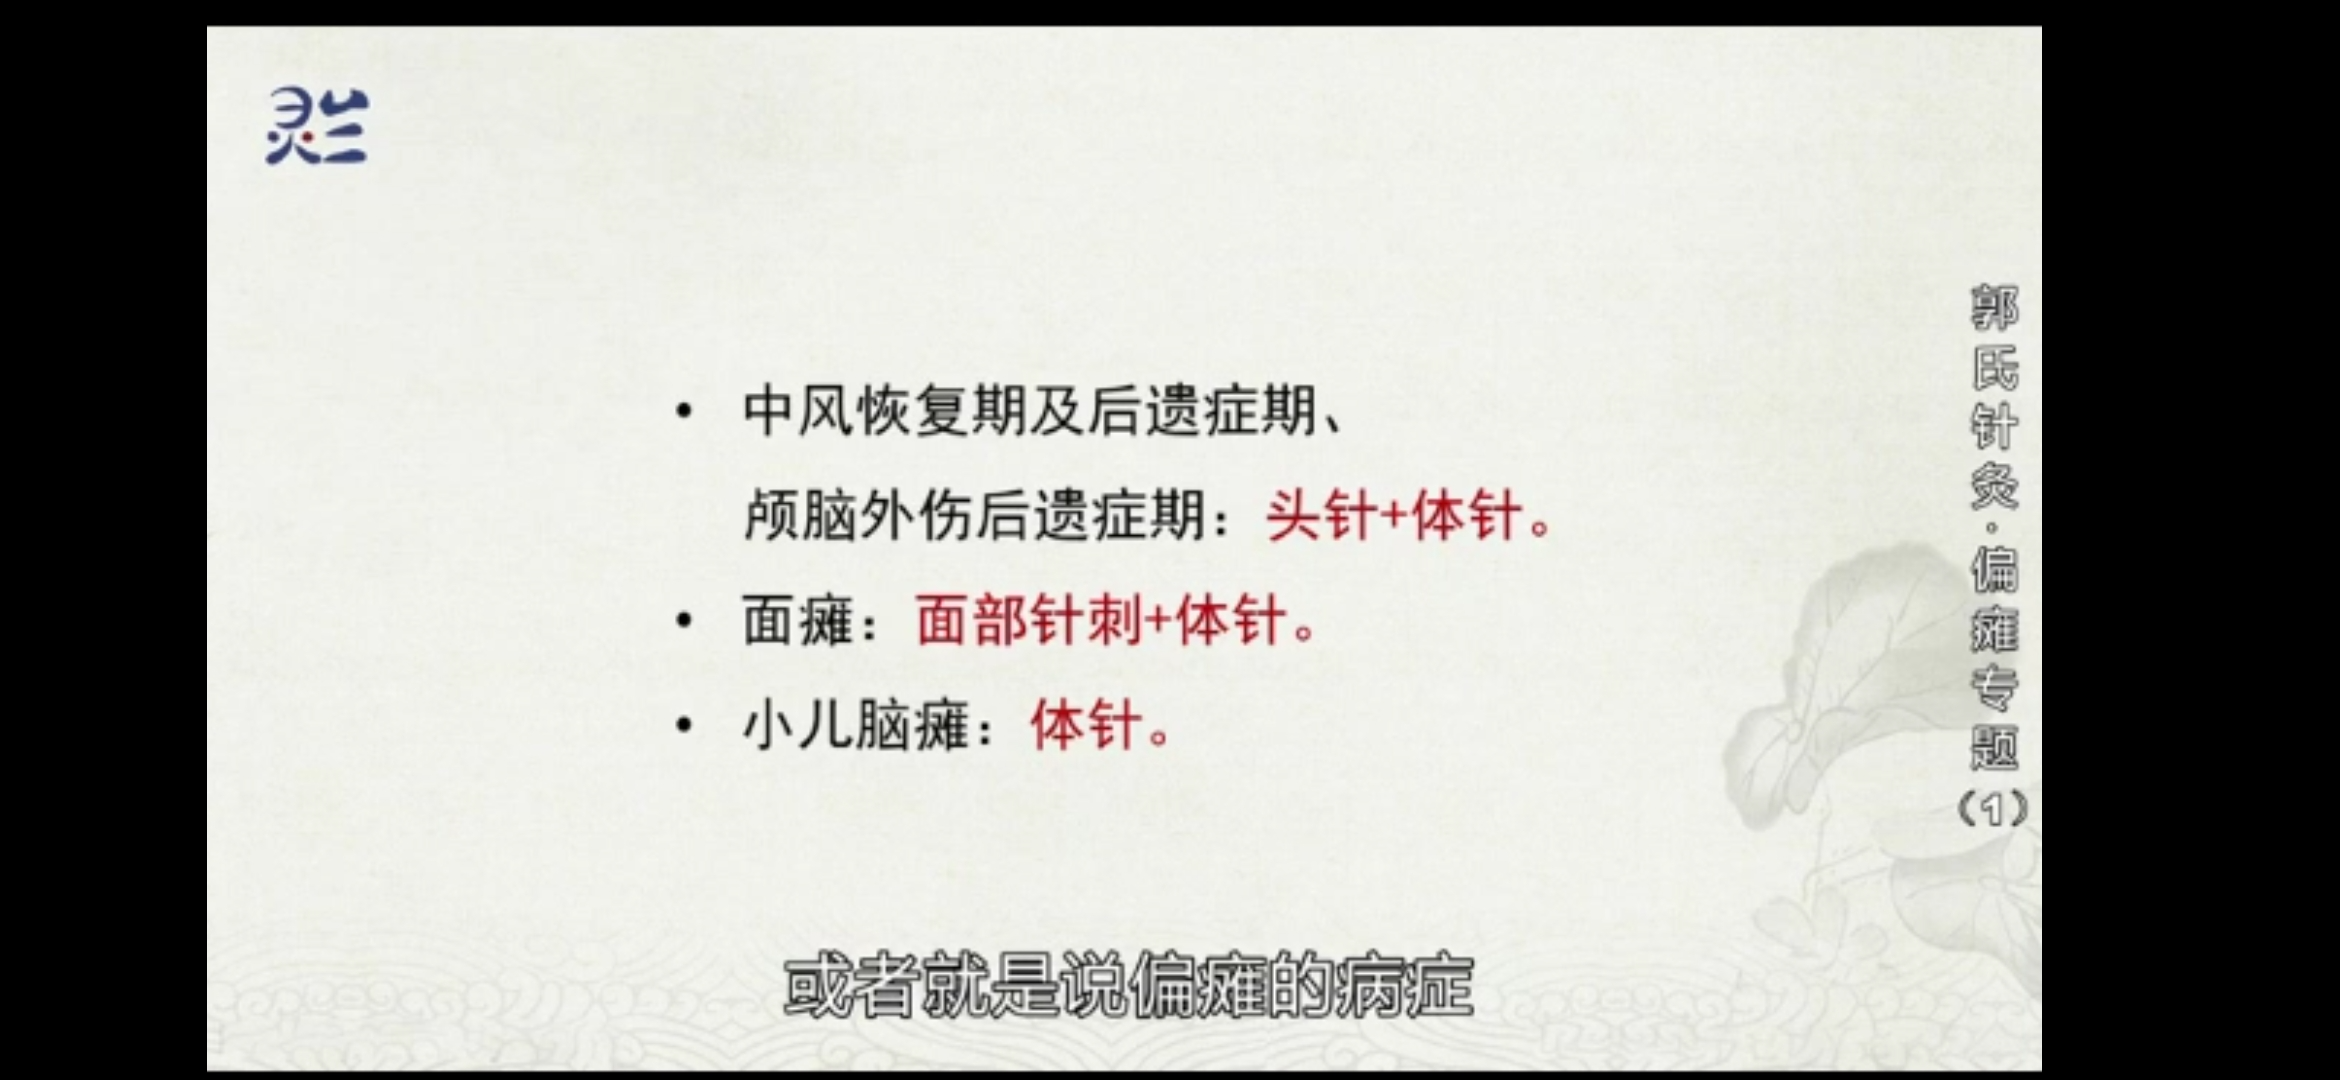 灵兰
• 中风恢复期及后遗症期、
颅脑外伤后遗症期：头针+体针。
• 面瘫：面部针刺+体针。
• 小儿脑瘫：体针。
郭氏针灸·偏瘫专题（1）
或者就是说偏瘫的病症